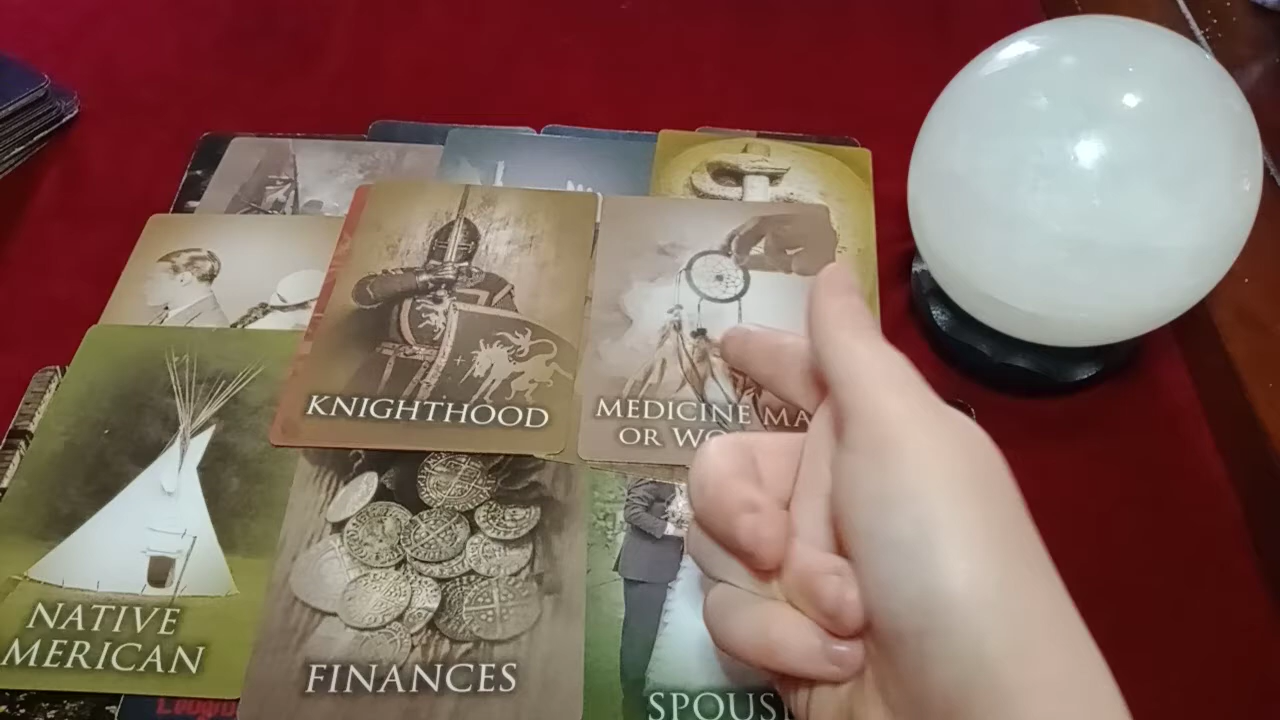 KNIGHTHOOD
MEDICINE MA
OR WO
NATIVE
MERICAN
FINANCES
SPOUS